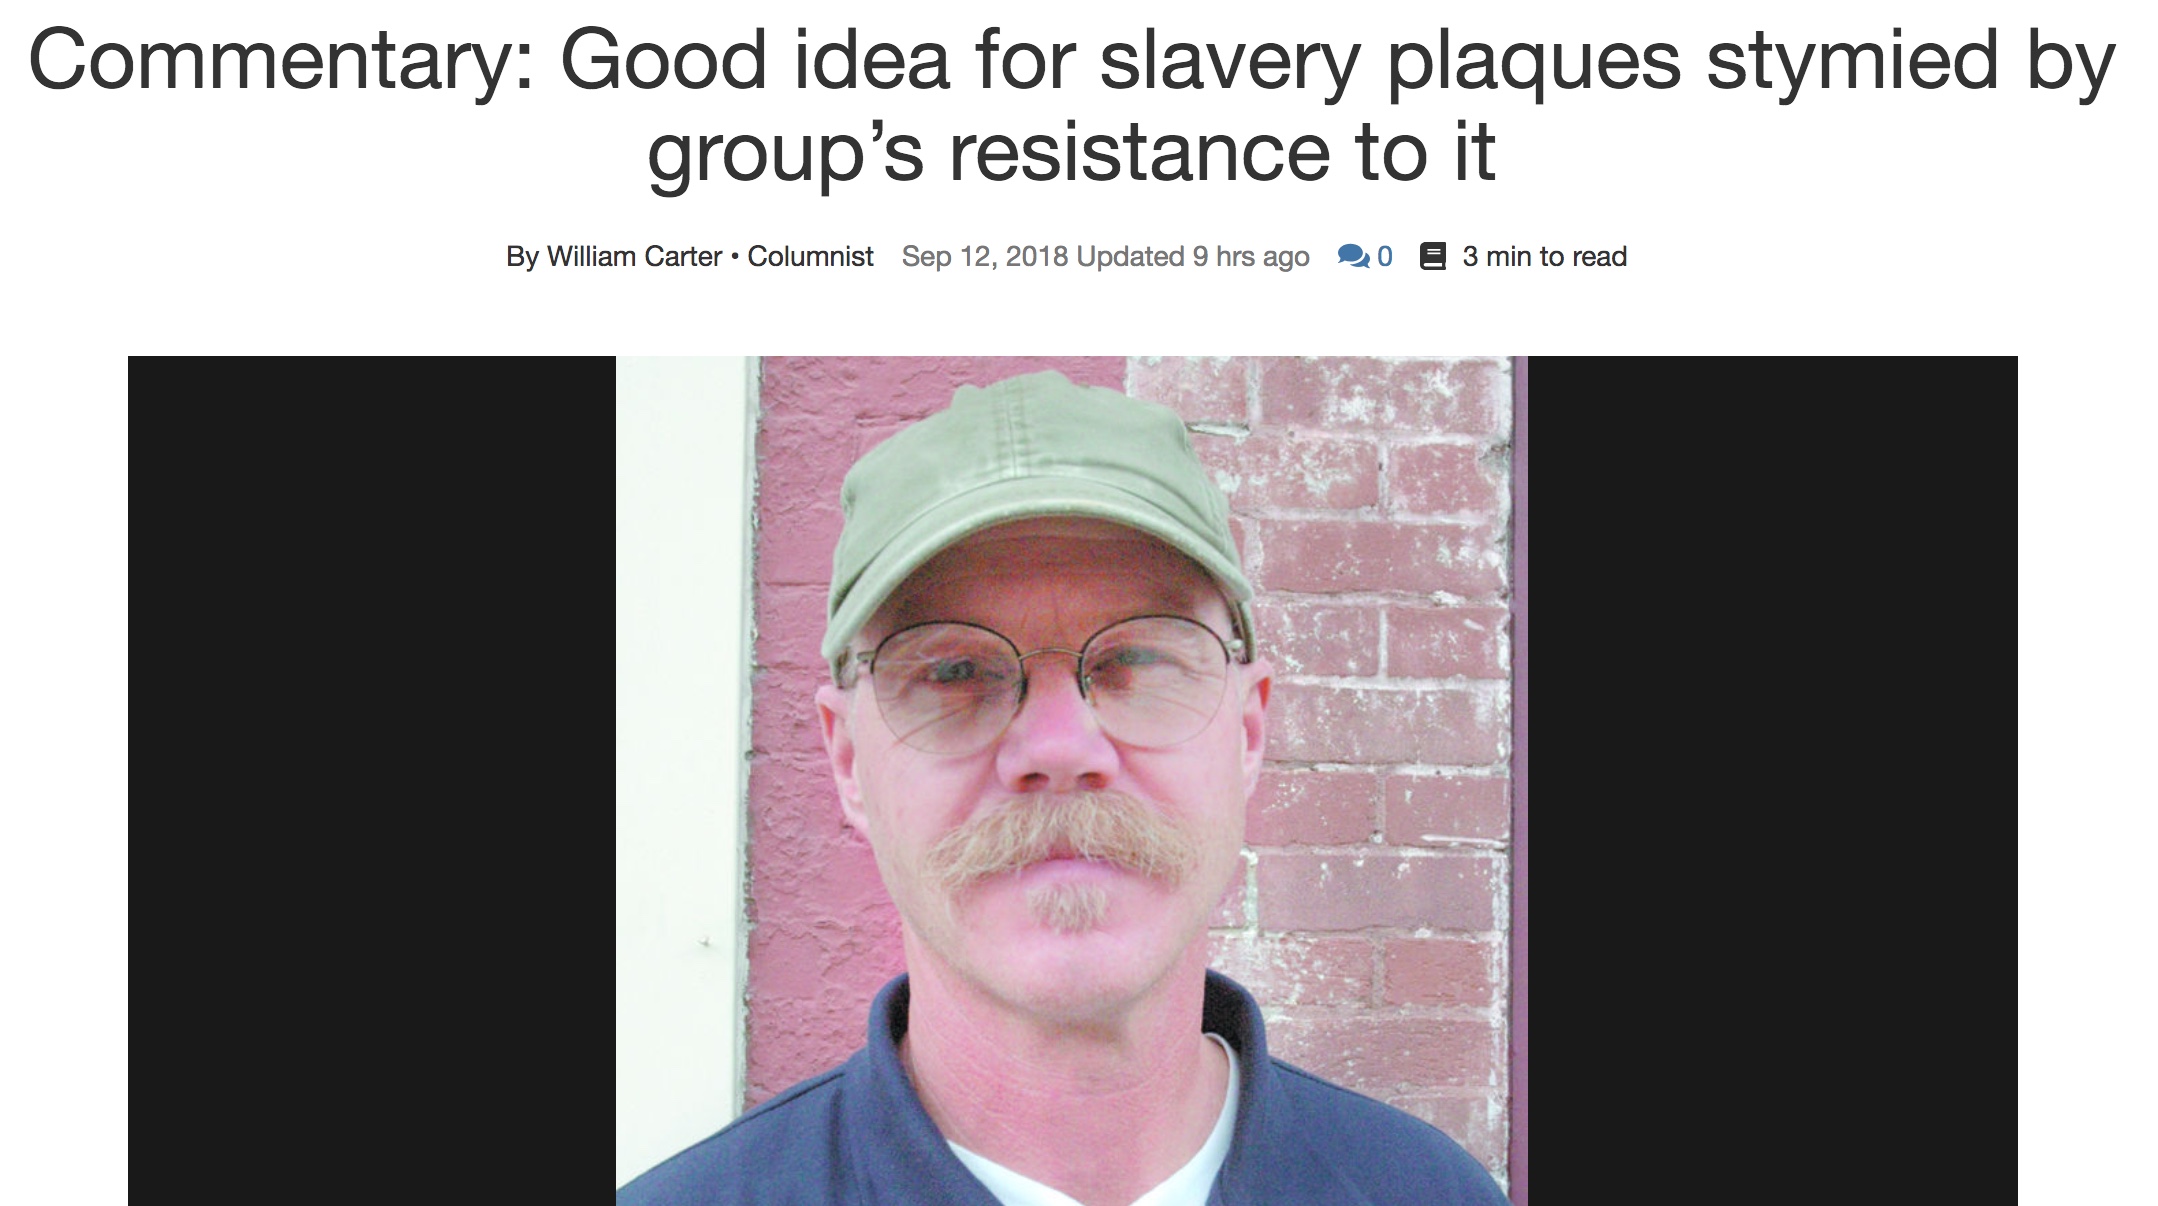 Commentary: Good idea for slavery plaques stymied by
group’s resistance to it
By William Carter • Columnist Sep 12, 2018 Updated 9 hrs ago 0 3 min to read